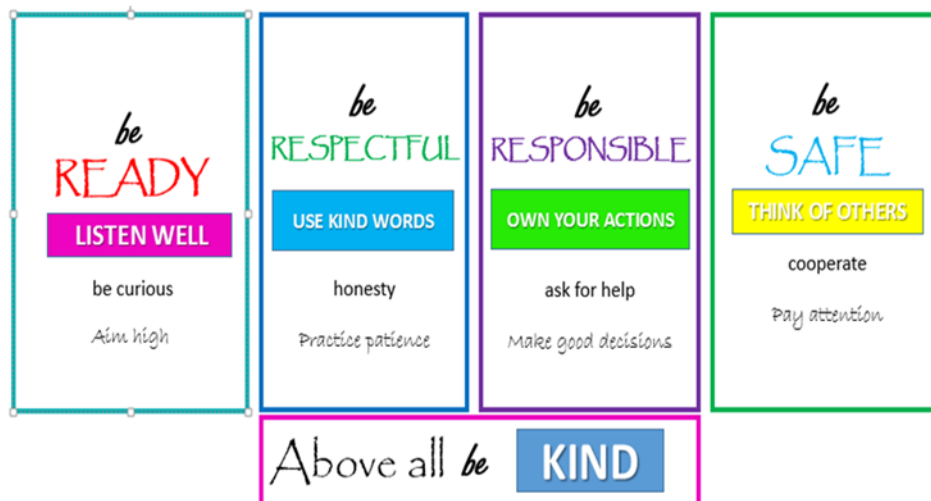 be
READY
LISTEN WELL
be curious
Aim high
be
RESPECTFUL
USE KIND WORDS
honesty
Practice patience
be
RESPONSIBLE
OWN YOUR ACTIONS
ask for help
Make good decisions
be
SAFE
THINK OF OTHERS
cooperate
Pay attention
Above all be KIND